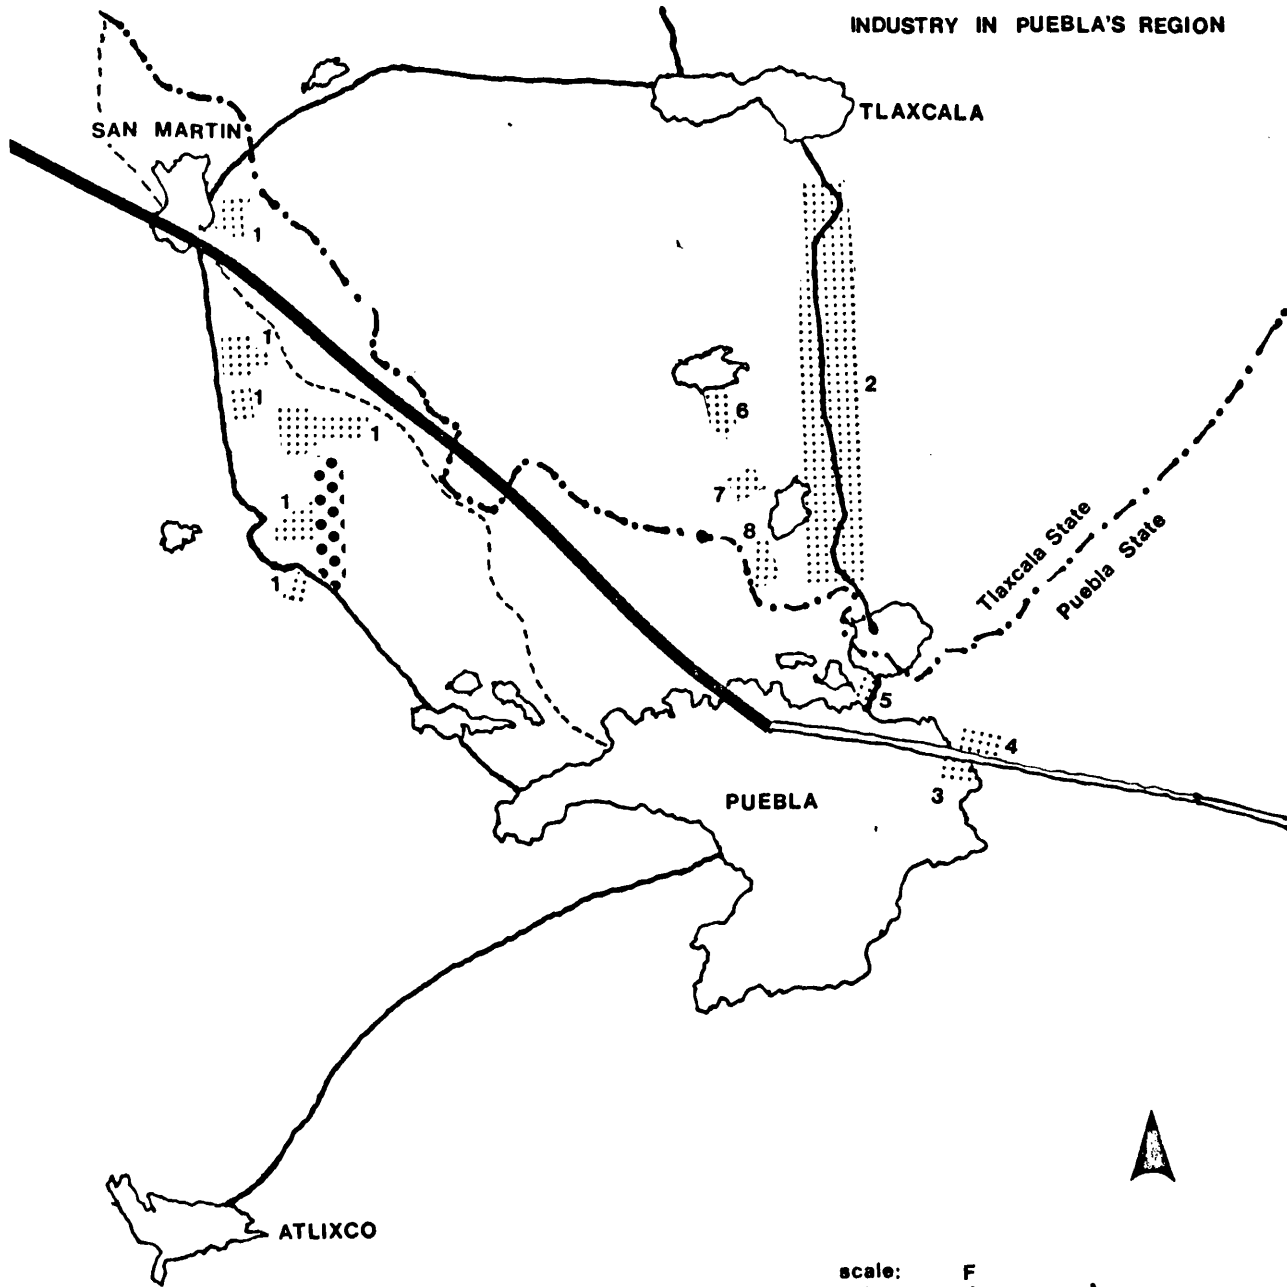 INDUSTRY IN PUEBLA'S REGION
TLAXCALA
SAN MARTIN
1
1
2
1
6
1
7
1
8
Tlaxcala State
Puebla State
1
5
4
3
PUEBLA
ATLIXCO
scale: